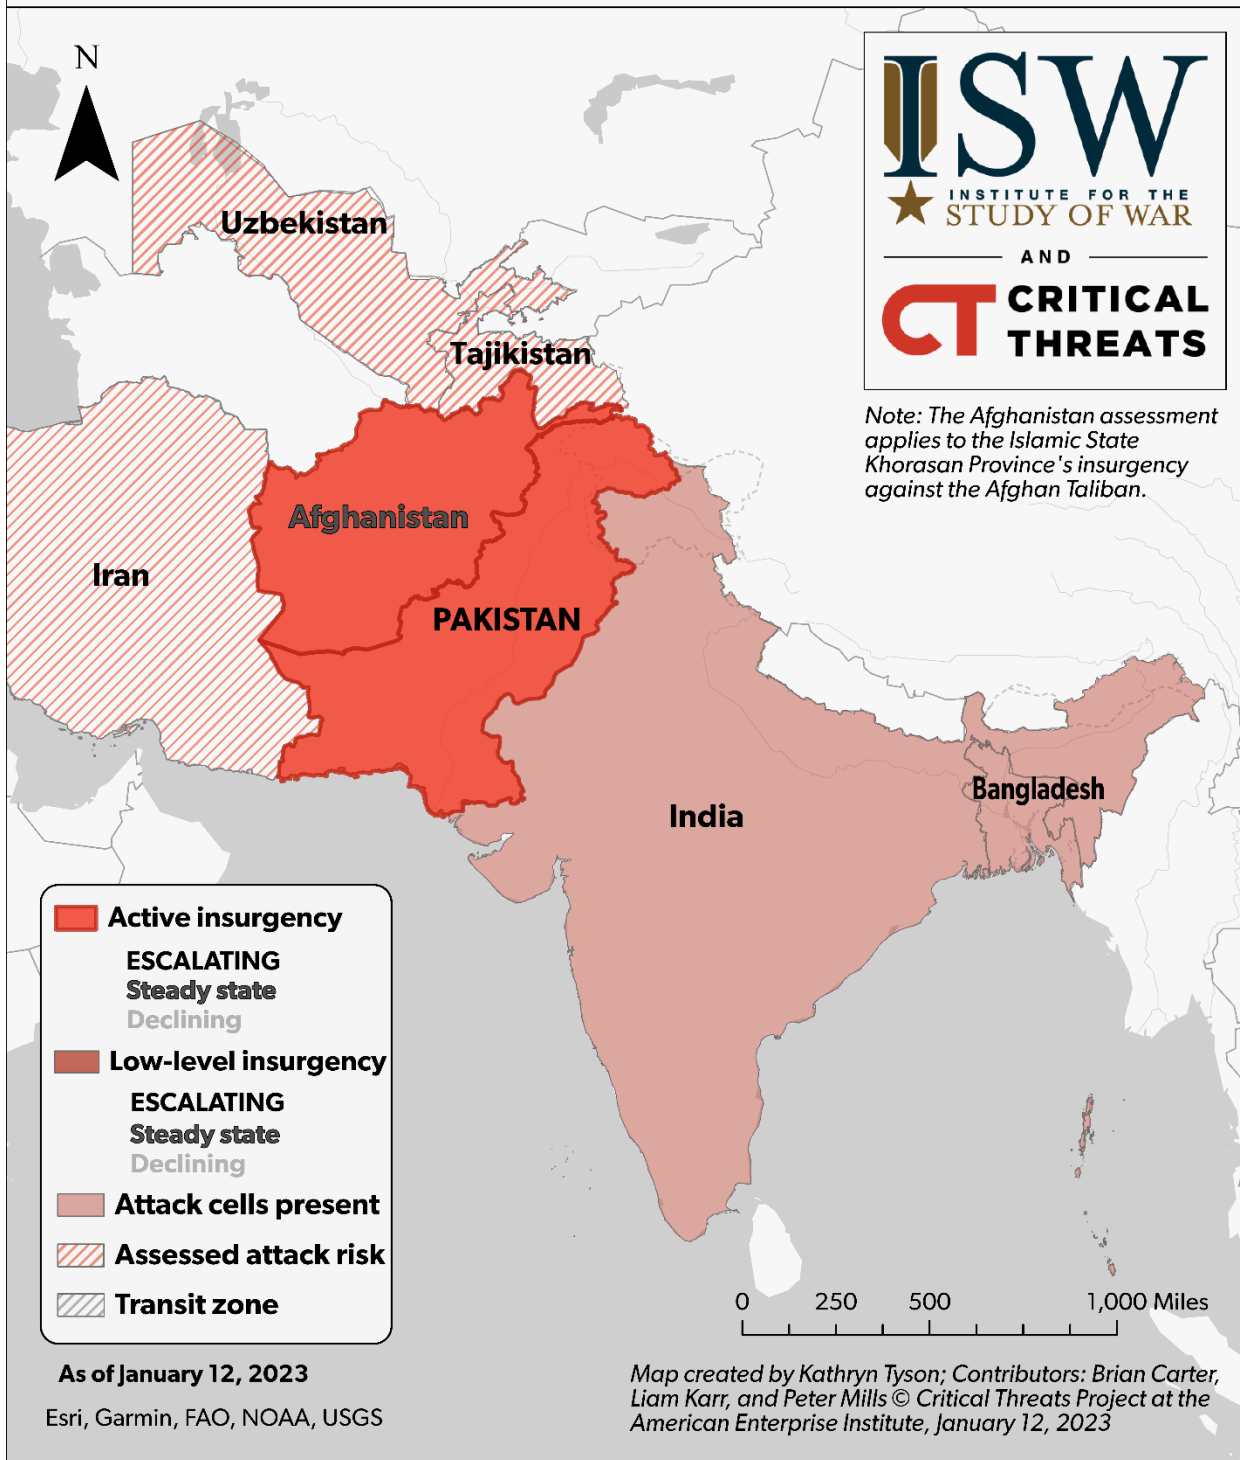 N
ISW
INSTITUTE FOR THE
STUDY OF WAR
AND
CT CRITICAL
THREATS
Note: The Afghanistan assessment
applies to the Islamic State
Khorasan Province's insurgency
against the Afghan Taliban.
Uzbekistan
Tajikistan
Afghanistan
Iran
PAKISTAN
Bangladesh
India
Active insurgency
ESCALATING
Steady state
Declining
Low-level insurgency
ESCALATING
Steady state
Declining
Attack cells present
Assessed attack risk
Transit zone
0 250 500 1,000 Miles
As of January 12, 2023
Esri, Garmin, FAO, NOAA, USGS
Map created by Kathryn Tyson; Contributors: Brian Carter,
Liam Karr, and Peter Mills © Critical Threats Project at the
American Enterprise Institute, January 12, 2023